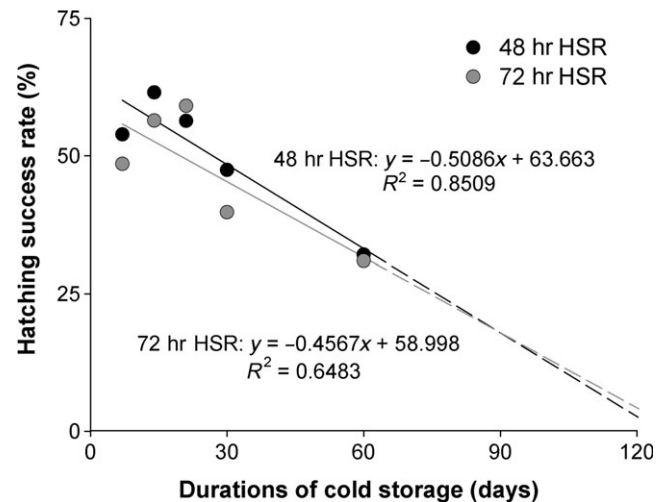 75
50
25
0
Hatching success rate (%)
48 hr HSR
72 hr HSR
48 hr HSR: y = –0.5086x + 63.663
R² = 0.8509
72 hr HSR: y = –0.4567x + 58.998
R² = 0.6483
0 30 60 90 120
Durations of cold storage (days)